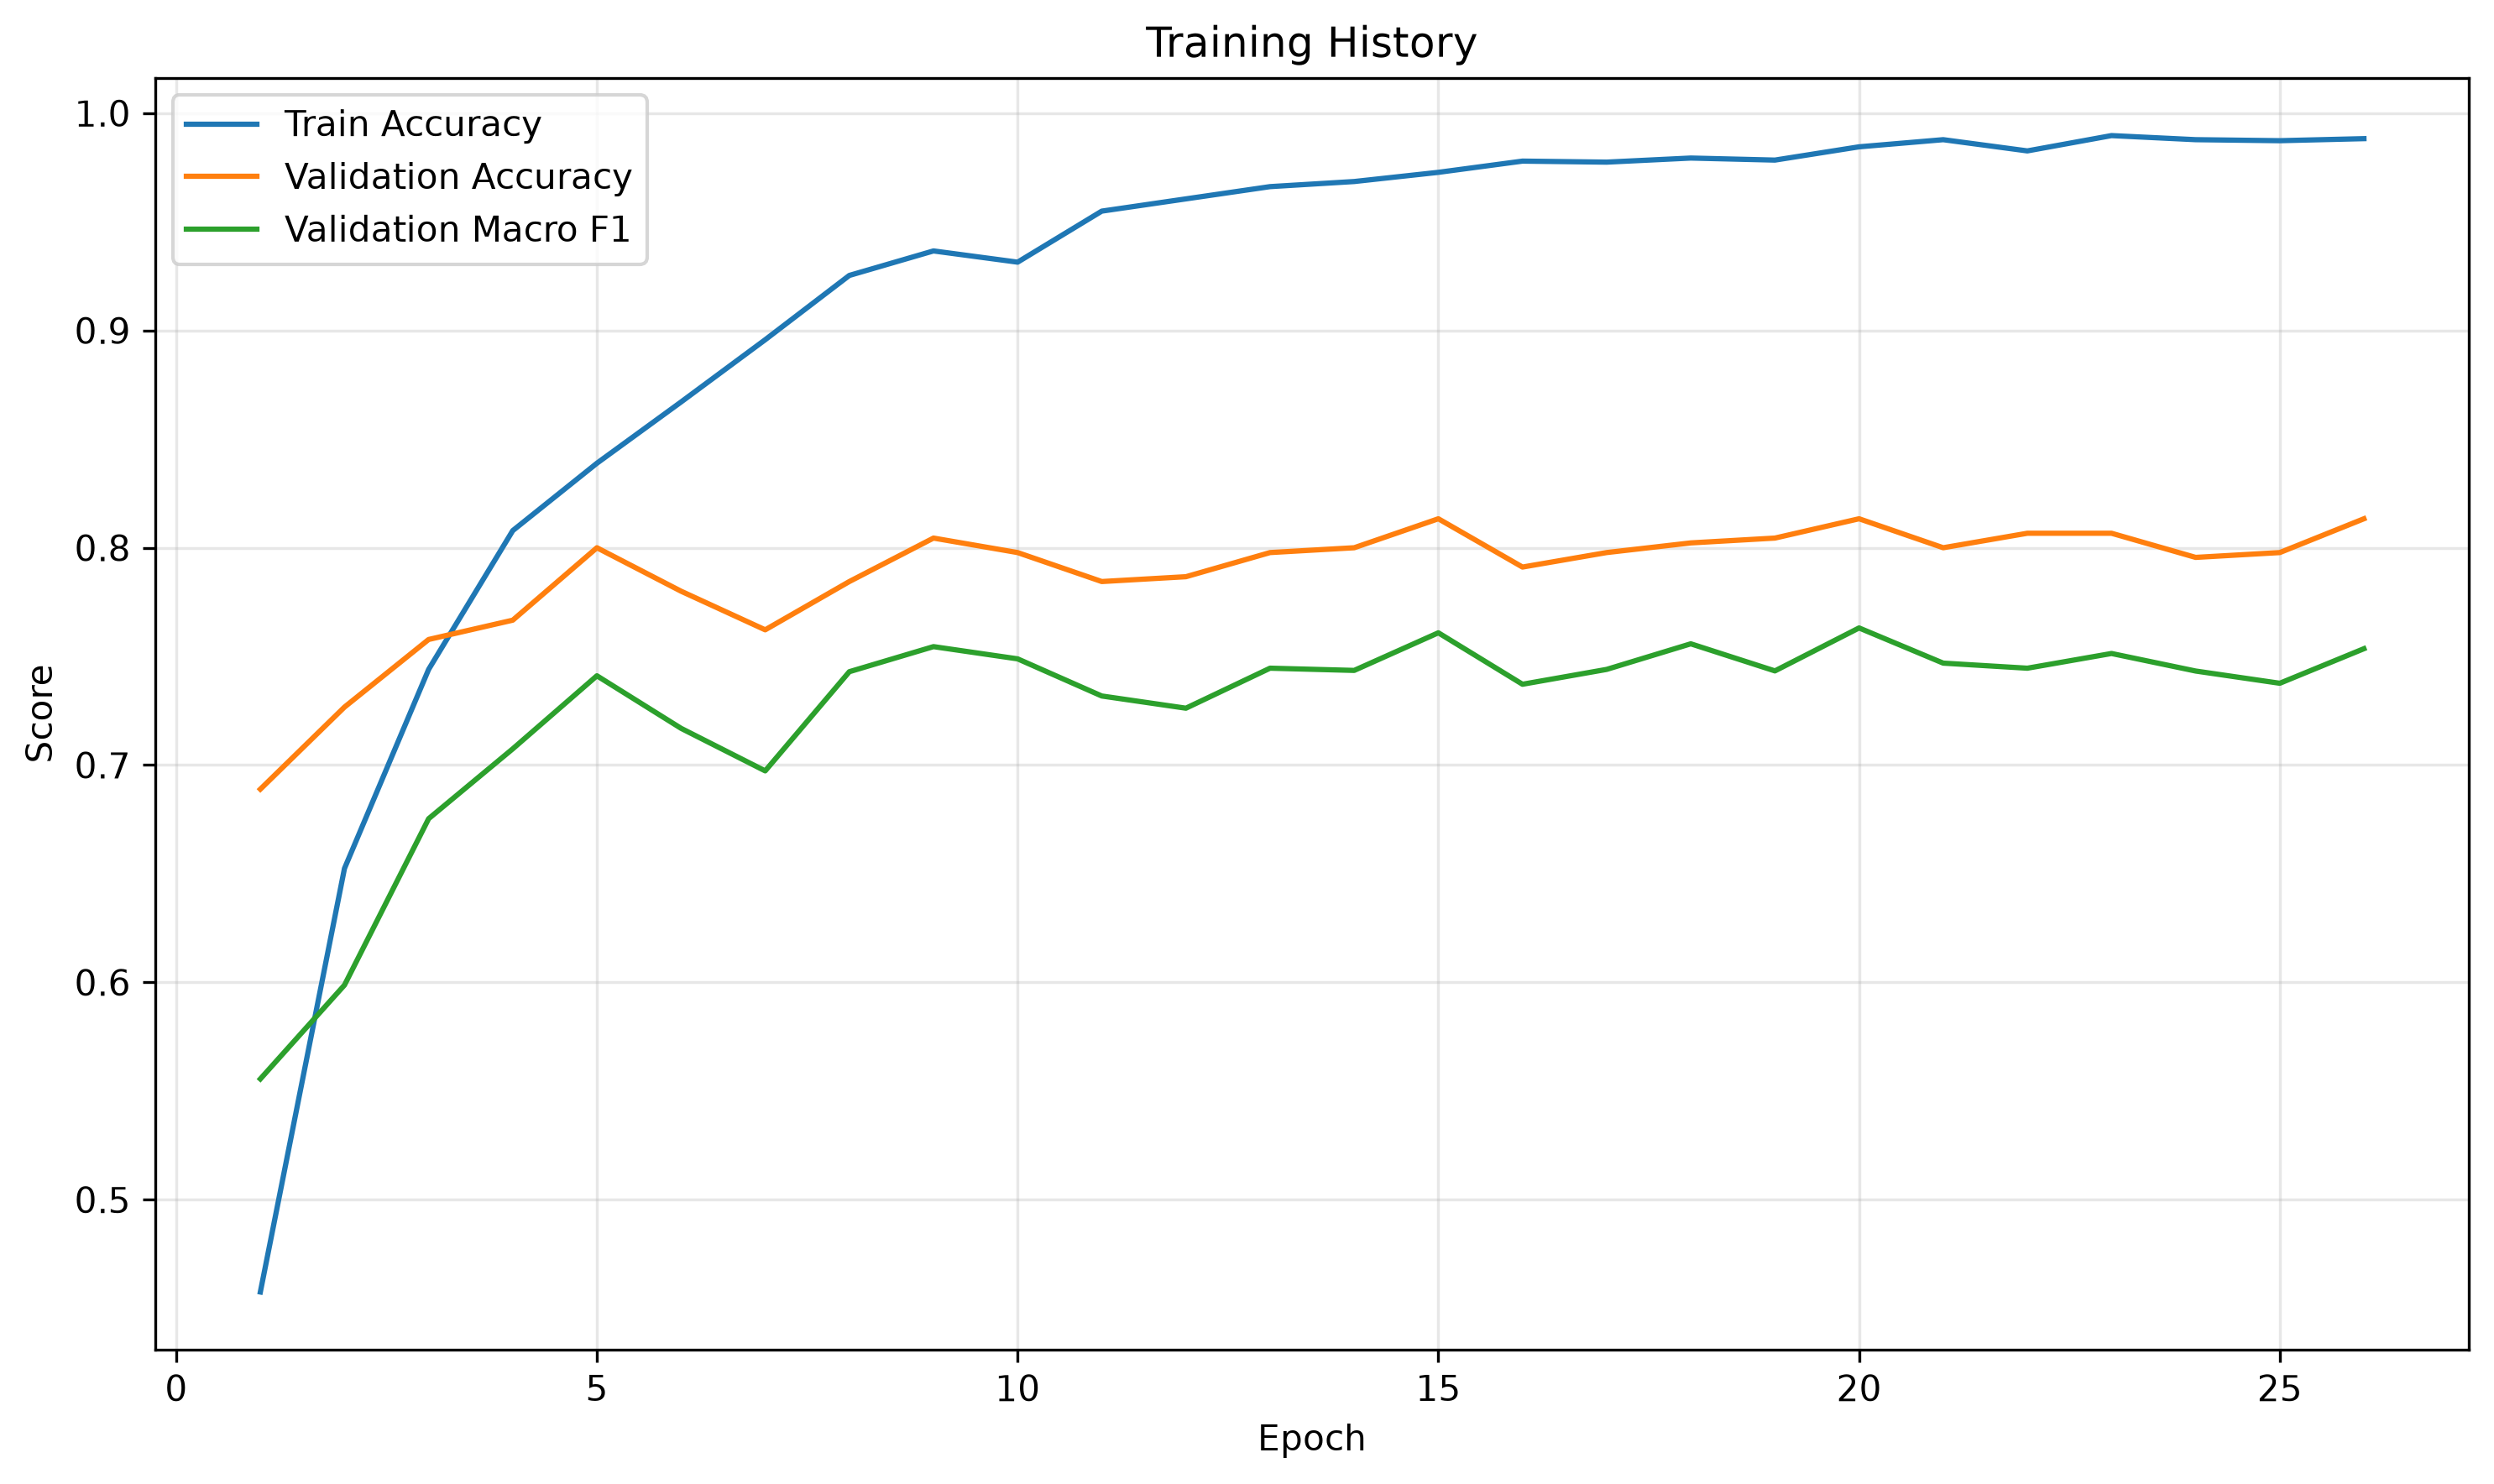 Training History
1.0
0.9
0.8
0.7
0.6
0.5
Score
Train Accuracy
Validation Accuracy
Validation Macro F1
0 5 10 15 20 25
Epoch